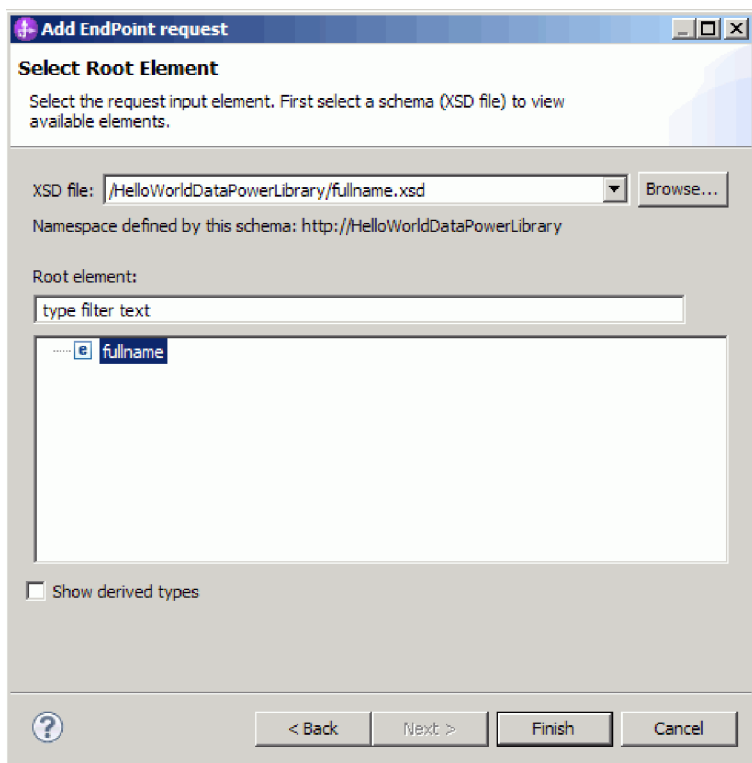 Add EndPoint request
Select Root Element
Select the request input element. First select a schema (XSD file) to view
available elements.
XSD file: /HelloWorldDataPowerLibrary/fullname.xsd Browse...
Namespace defined by this schema: http://HelloWorldDataPowerLibrary
Root element:
type filter text
e fullname
Show derived types
? < Back Next > Finish Cancel